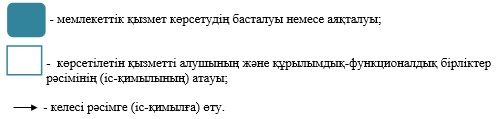 - мемлекеттік қызмет көрсетудің басталуы немесе аяқталуы;
- көрсетілетін қызметті алушының және құрылымдық-функционалдық бірліктер
рәсімінің (іс-қимылының) атауы;
- келесі рәсімге (іс-қимылға) өту.